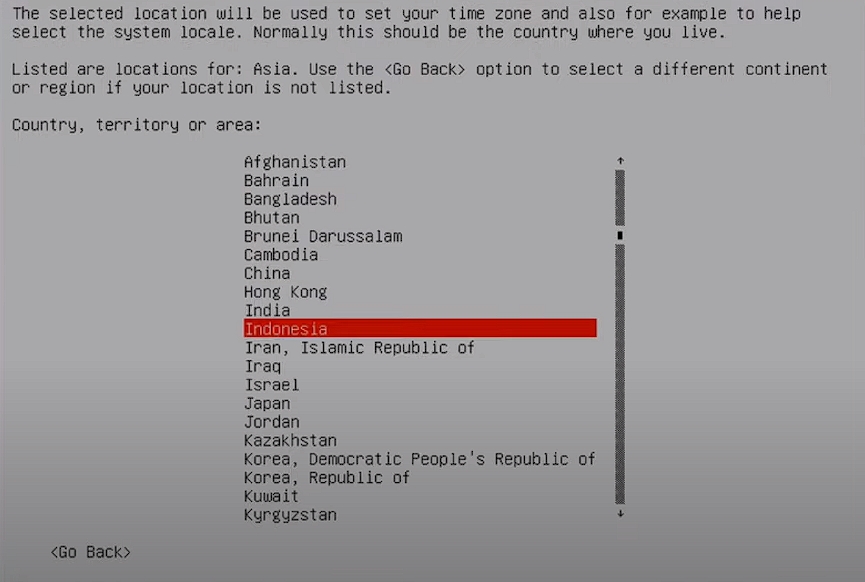 The selected location will be used to set your time zone and also for example to help
select the system locale. Normally this should be the country where you live.
Listed are locations for: Asia. Use the <Go Back> option to select a different continent
or region if your location is not listed.
Country, territory or area:
Afghanistan
Bahrain
Bangladesh
Bhutan
Brunei Darussalam
Cambodia
China
Hong Kong
India
Indonesia
Iran, Islamic Republic of
Iraq
Israel
Japan
Jordan
Kazakhstan
Korea, Democratic People's Republic of
Korea, Republic of
Kuwait
Kyrgyzstan
<Go Back>